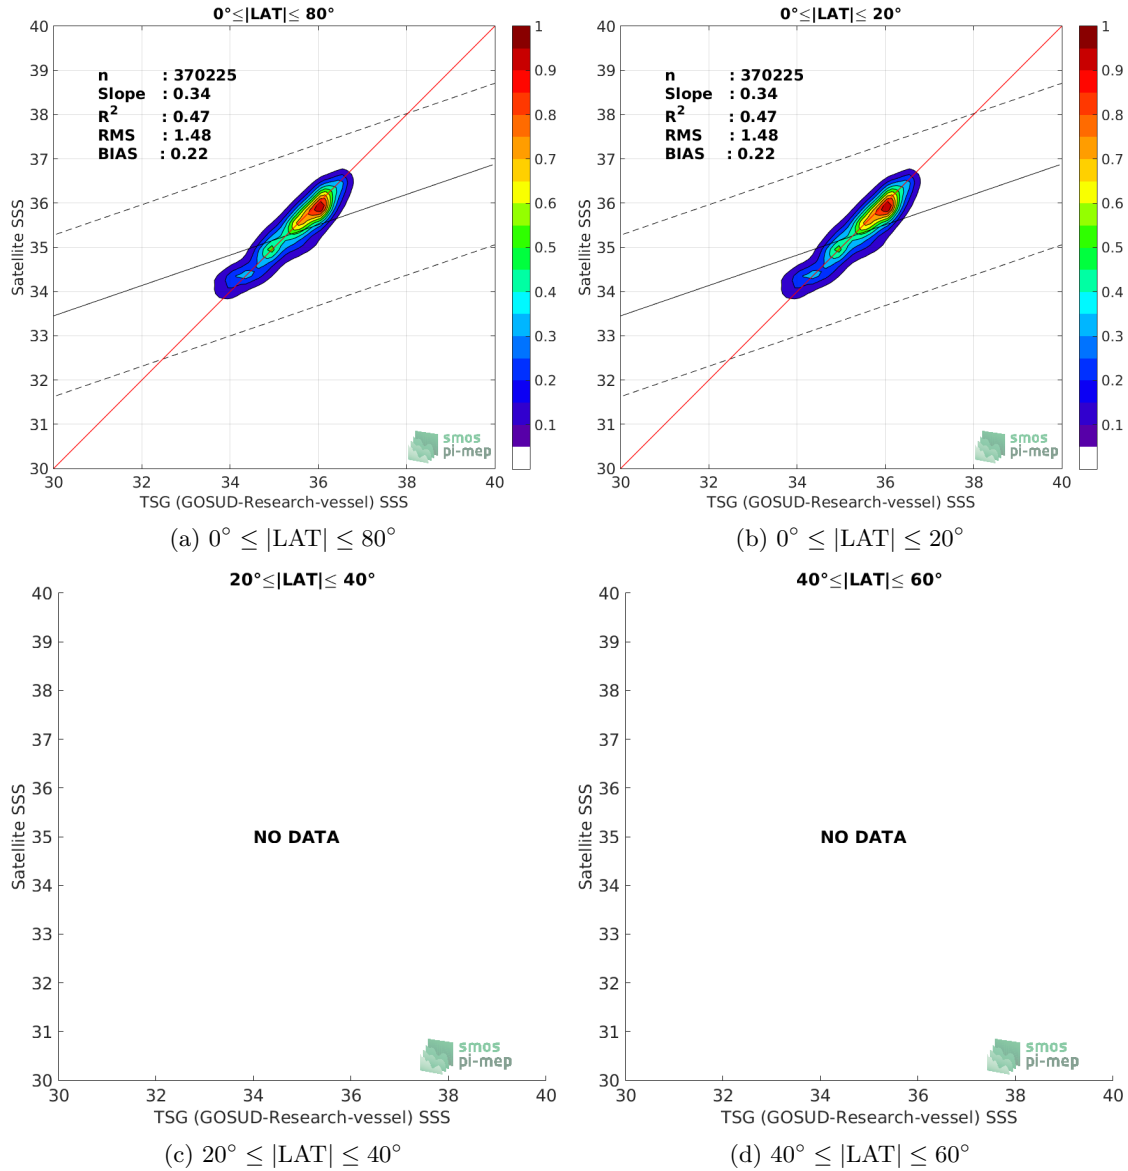 0°≤|LAT|≤ 80°
40
39
38
37
36
35
34
33
32
31
30
Satellite SSS
n : 370225
Slope : 0.34
R² : 0.47
RMS : 1.48
BIAS : 0.22
smos
pi-mep
30 32 34 36 38 40
TSG (GOSUD-Research-vessel) SSS
1
0.9
0.8
0.7
0.6
0.5
0.4
0.3
0.2
0.1
(a) 0° ≤ |LAT| ≤ 80°
0°≤|LAT|≤ 20°
40
39
38
37
36
35
34
33
32
31
30
Satellite SSS
n : 370225
Slope : 0.34
R² : 0.47
RMS : 1.48
BIAS : 0.22
smos
pi-mep
30 32 34 36 38 40
TSG (GOSUD-Research-vessel) SSS
1
0.9
0.8
0.7
0.6
0.5
0.4
0.3
0.2
0.1
(b) 0° ≤ |LAT| ≤ 20°
20°≤|LAT|≤ 40°
40
39
38
37
36
35
34
33
32
31
30
Satellite SSS
NO DATA
smos
pi-mep
30 32 34 36 38 40
TSG (GOSUD-Research-vessel) SSS
(c) 20° ≤ |LAT| ≤ 40°
40°≤|LAT|≤ 60°
40
39
38
37
36
35
34
33
32
31
30
Satellite SSS
NO DATA
smos
pi-mep
30 32 34 36 38 40
TSG (GOSUD-Research-vessel) SSS
(d) 40° ≤ |LAT| ≤ 60°